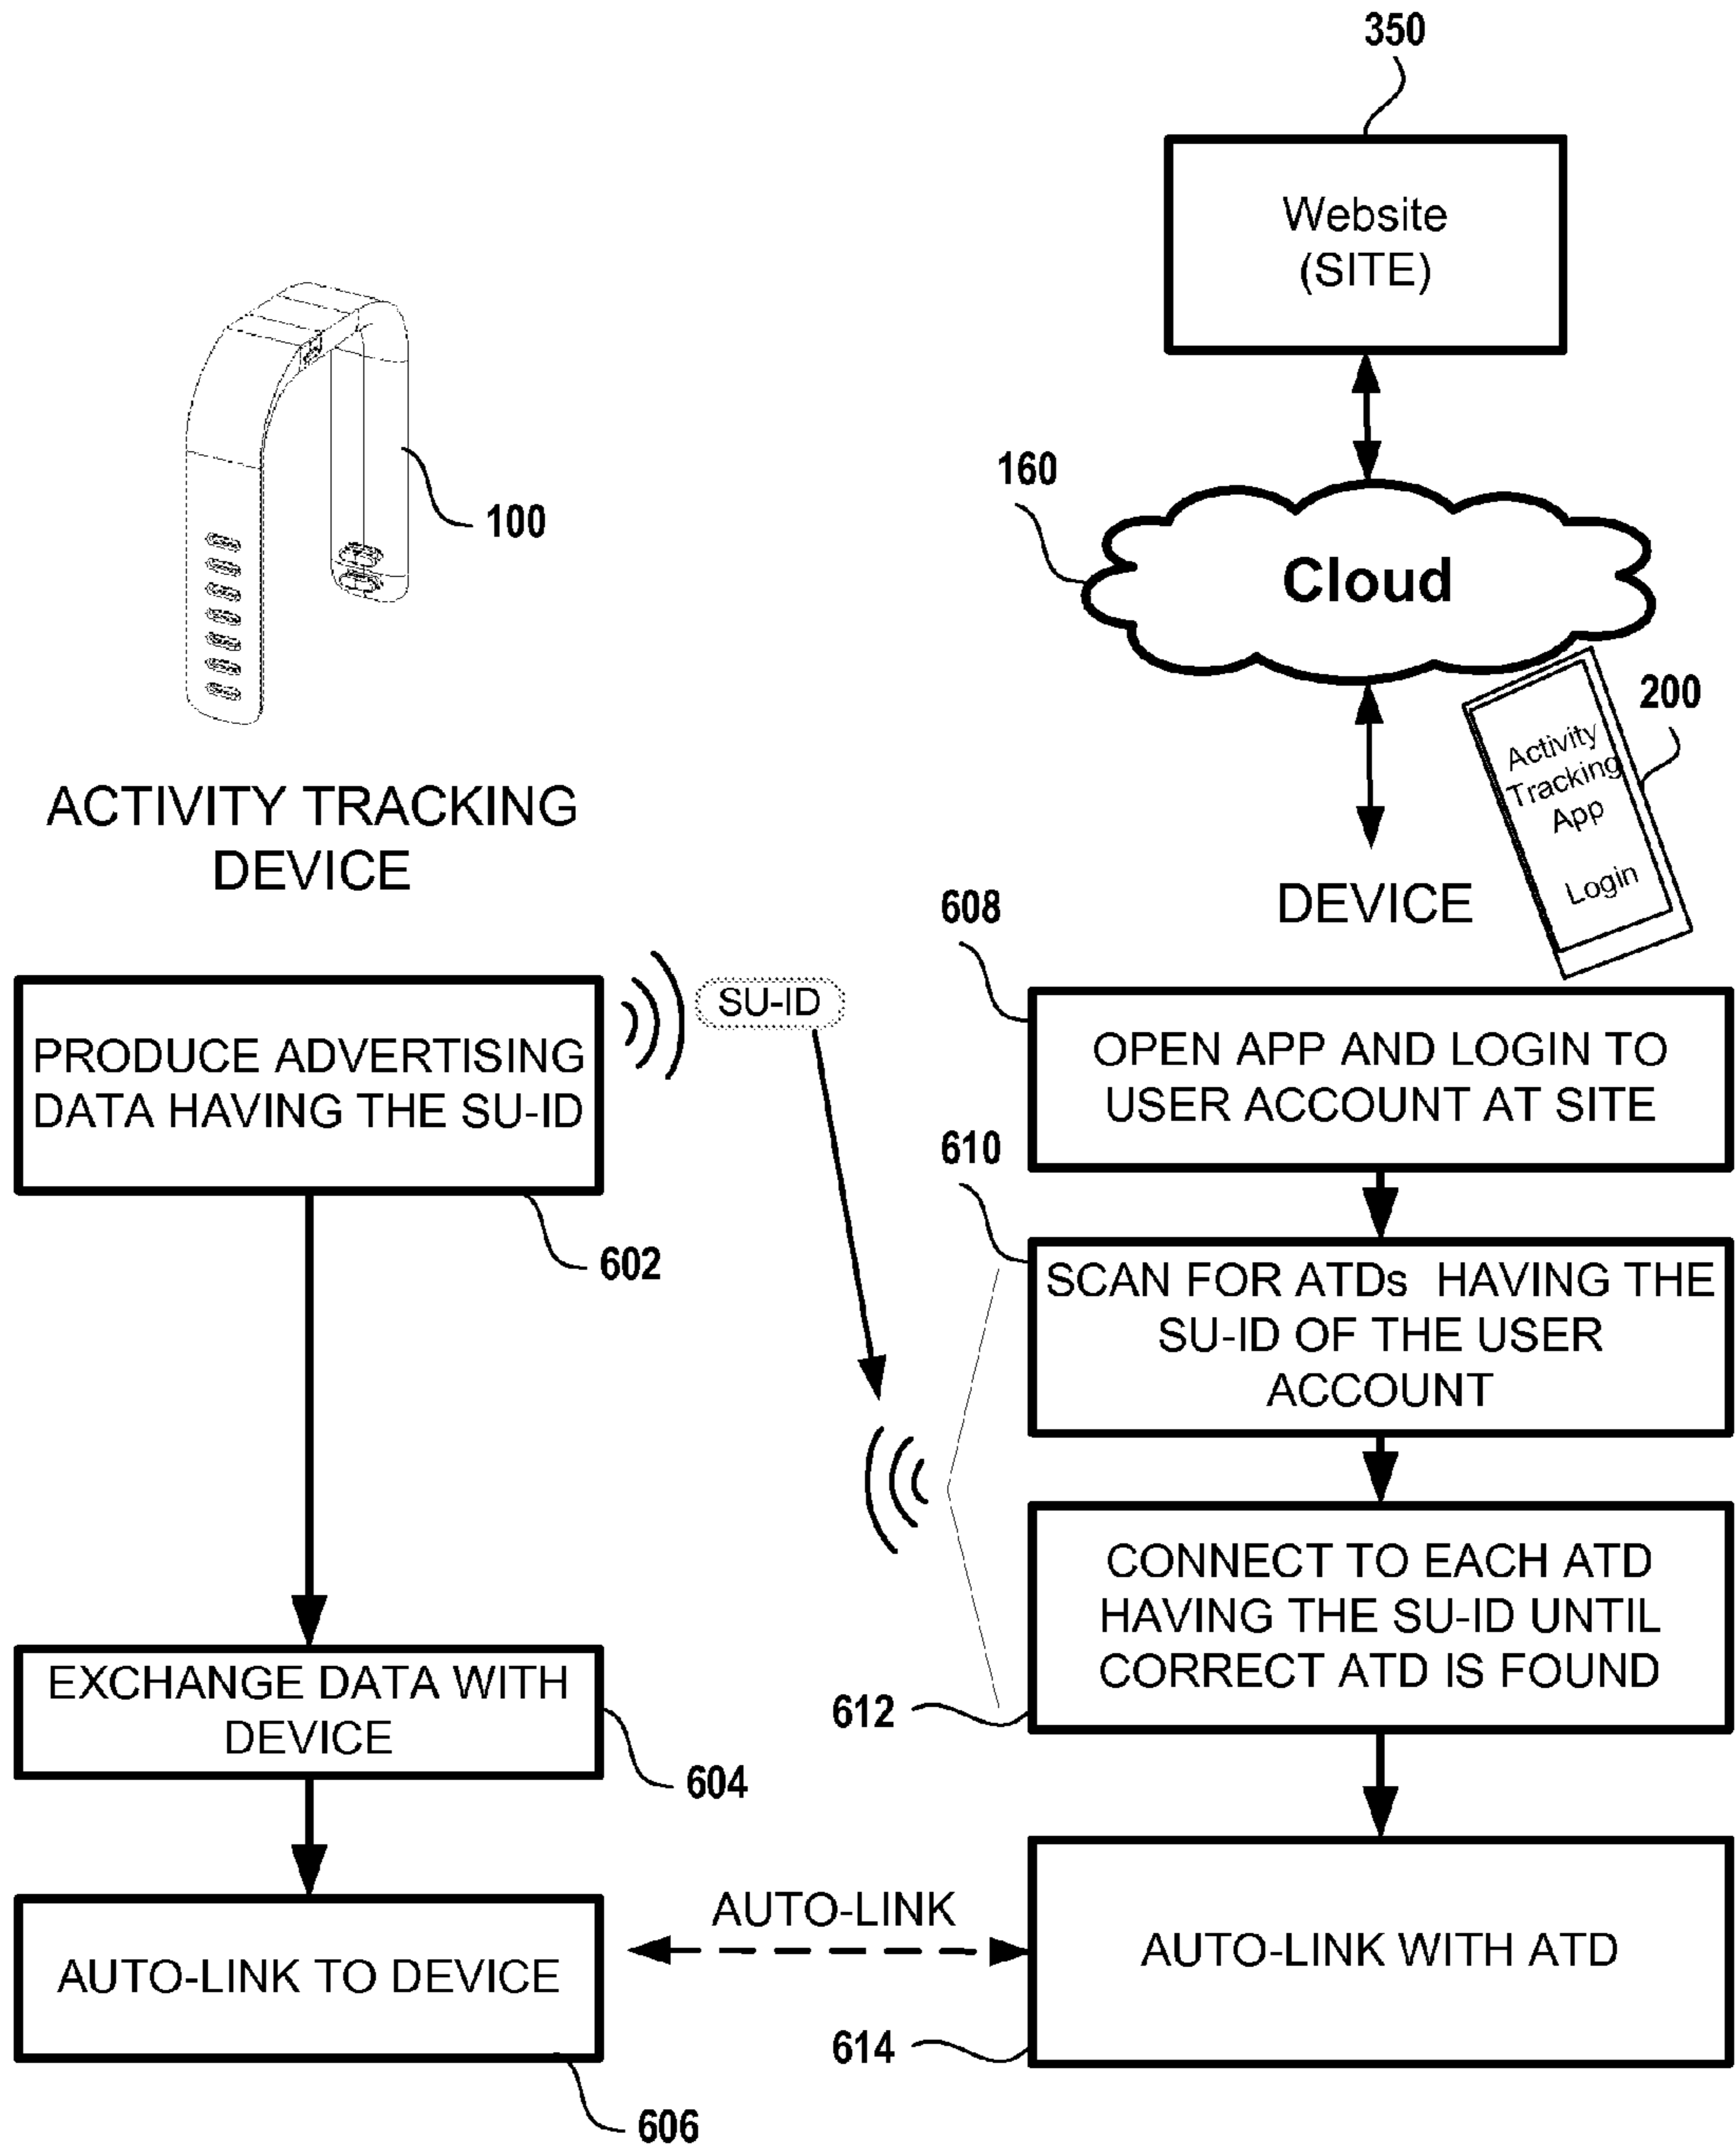 350
Website
(SITE)
160
Cloud
100
200
Activity
Tracking
App
Login
ACTIVITY TRACKING
DEVICE
DEVICE
608
SU-ID
PRODUCE ADVERTISING
DATA HAVING THE SU-ID
602
OPEN APP AND LOGIN TO
USER ACCOUNT AT SITE
610
SCAN FOR ATDs HAVING THE
SU-ID OF THE USER
ACCOUNT
CONNECT TO EACH ATD
HAVING THE SU-ID UNTIL
CORRECT ATD IS FOUND
612
EXCHANGE DATA WITH
DEVICE
604
AUTO-LINK TO DEVICE
606
AUTO-LINK
AUTO-LINK WITH ATD
614